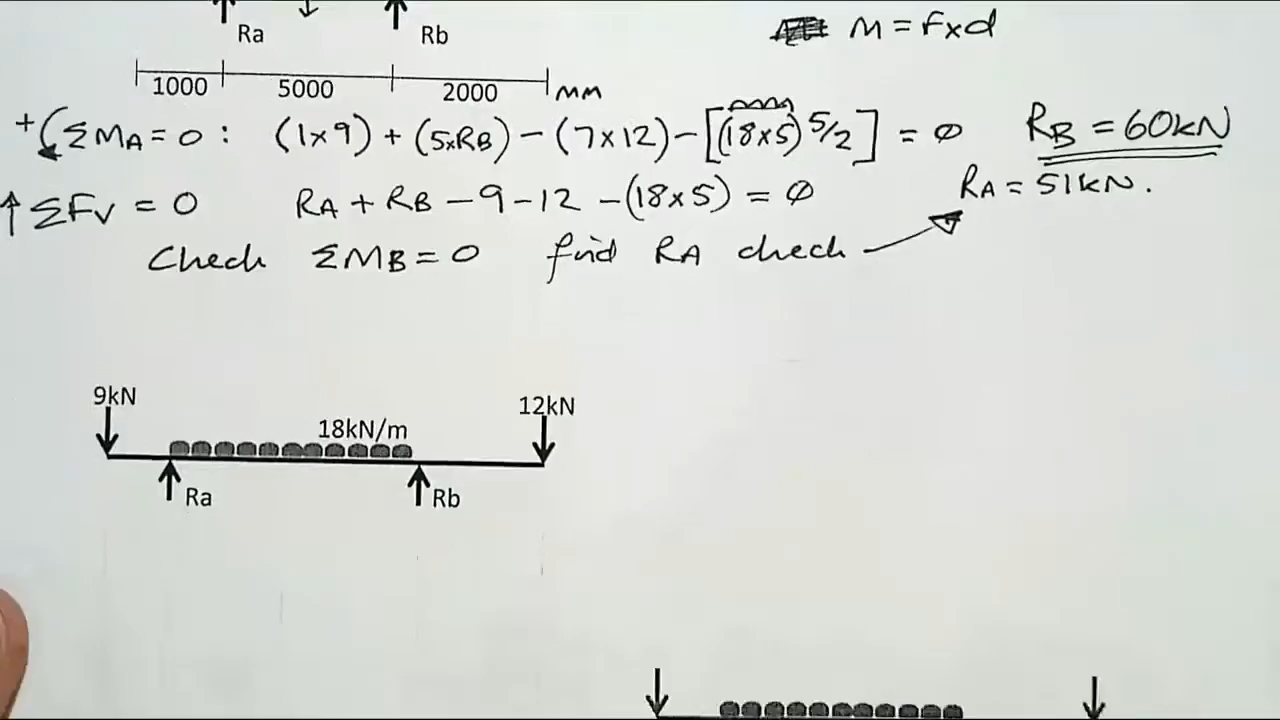 M = F x d
Ra Rb
1000 5000 2000 mm
+ ΣMA = 0 : (1x9) + (5xRB) - (7x12) - [(18x5) 5/2] = 0 RB = 60kN
↑ ΣFV = 0 RA + RB - 9 - 12 - (18x5) = 0 RA = 51kN.
Check ΣMB = 0 find RA check
9kN 18kN/m 12kN
Ra Rb